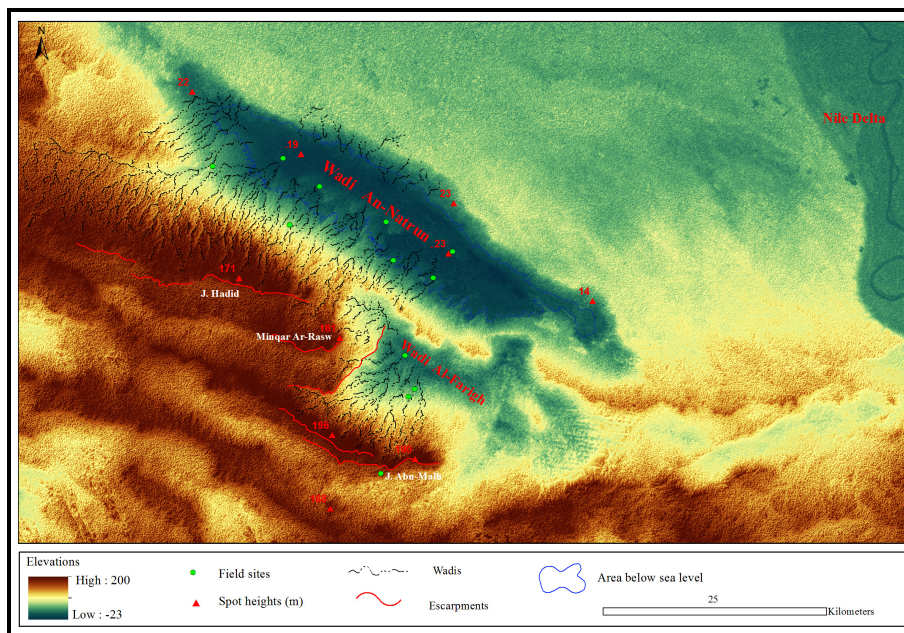 N
Nile Delta
22
19
Wadi An-Natrun
23
.23
171
J. Hadid
14
Minqar Ar-Rasw
Wadi Al-Farigh
196
J. Abu-Mala
Elevations
High : 200
Low : -23
Field sites
Spot heights (m)
Wadis
Escarpments
Area below sea level
25
Kilometers